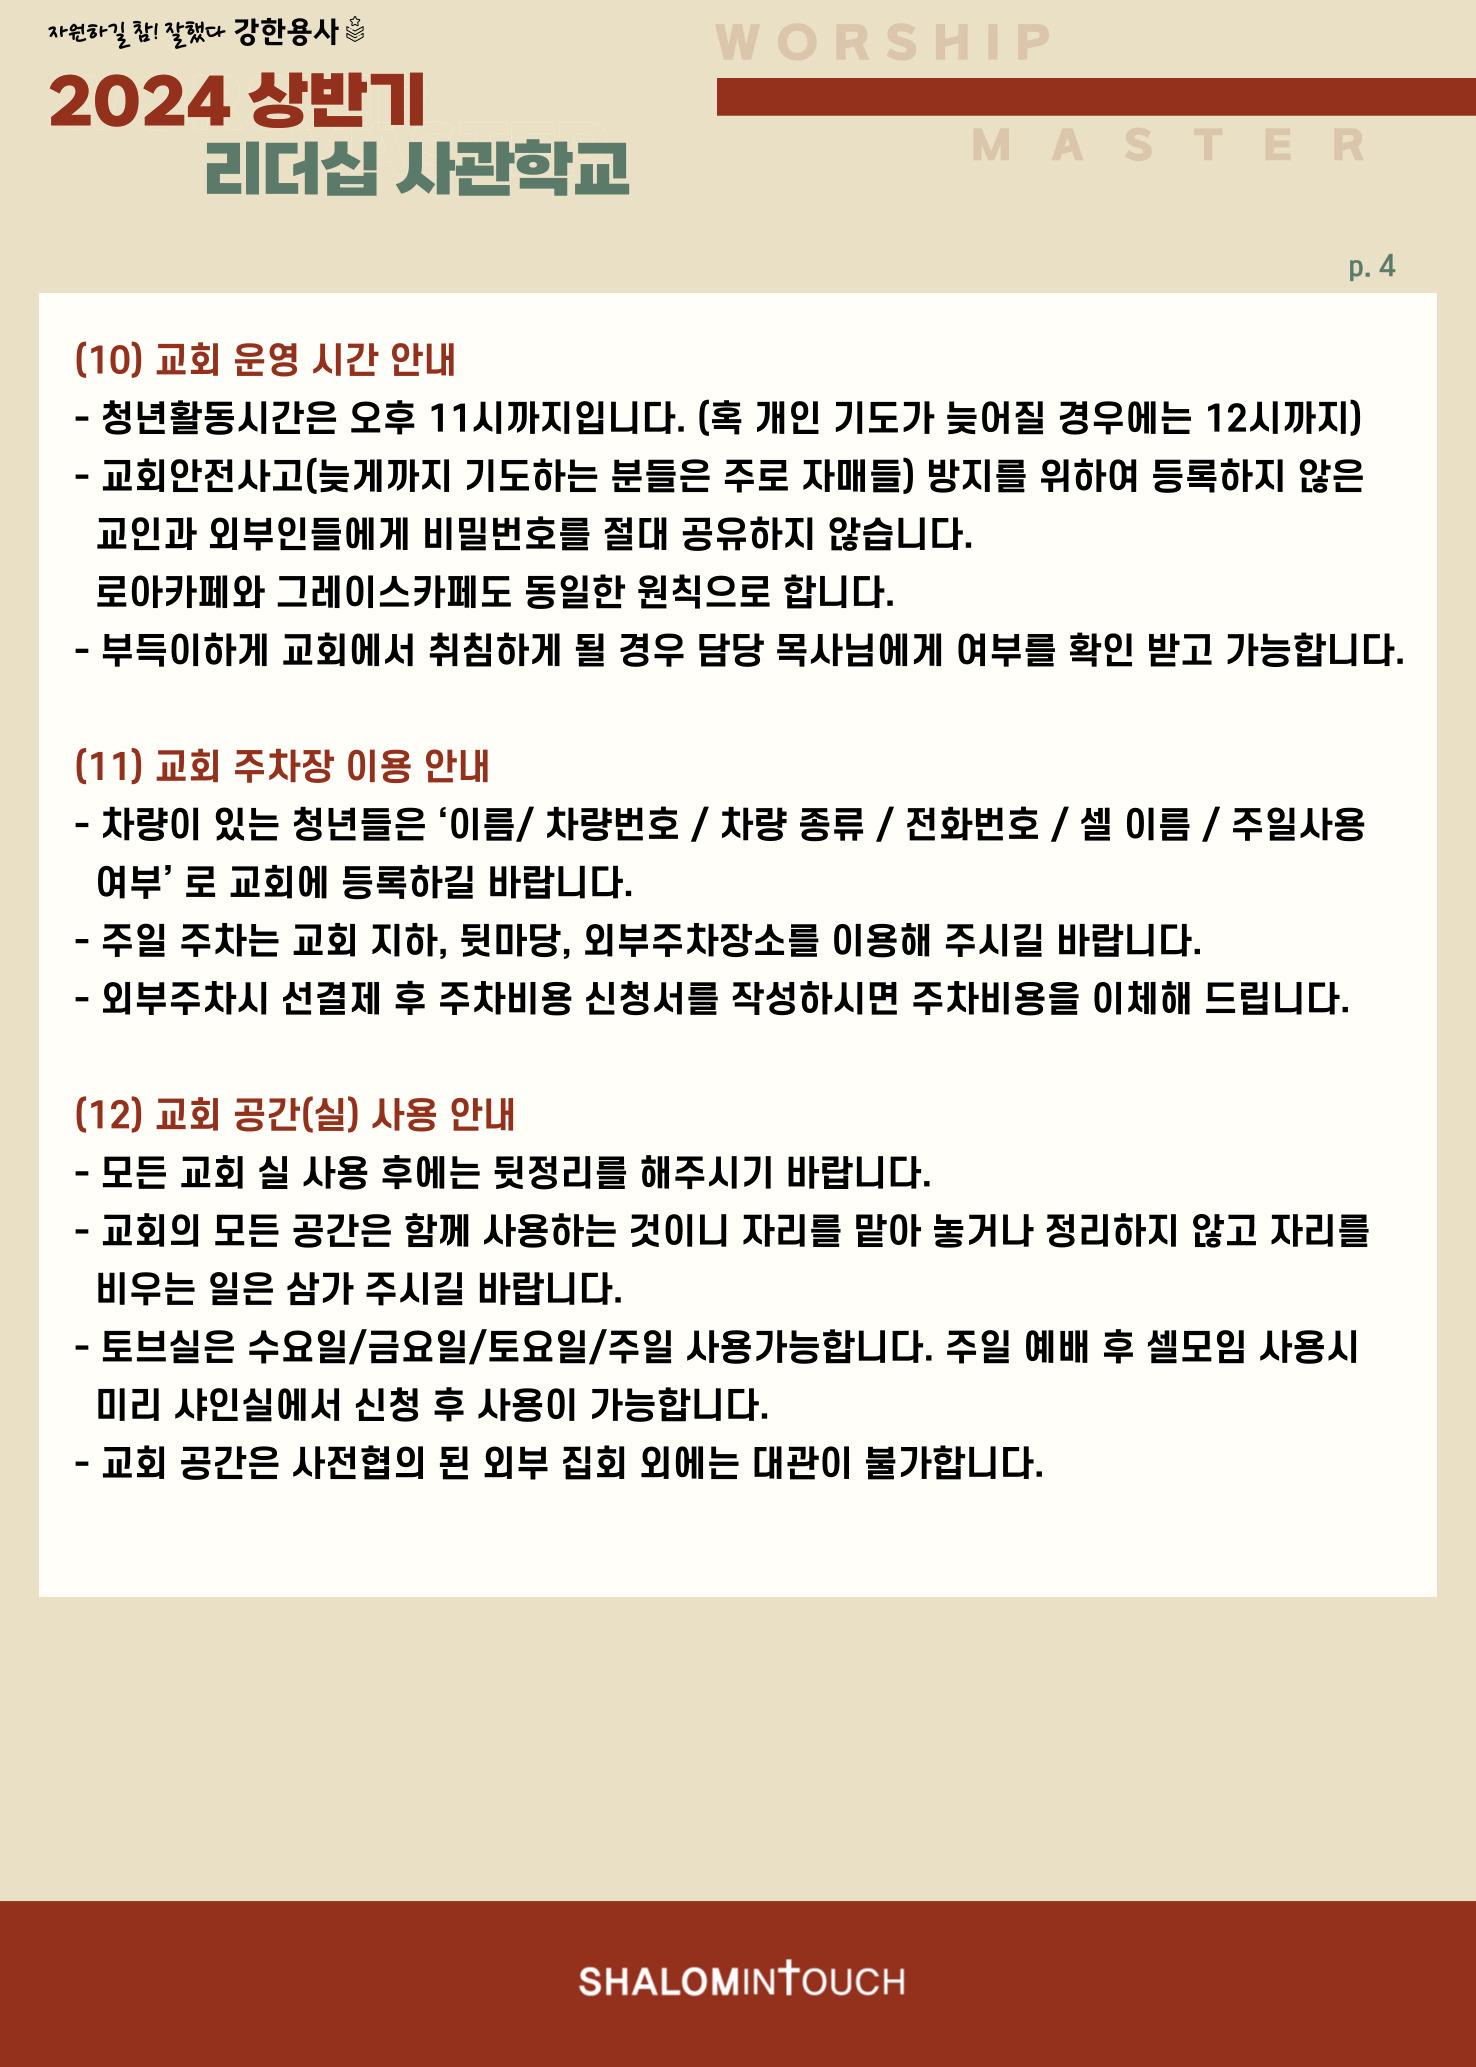 자원하길 참! 잘했다 강한용사
WORSHIP
2024 상반기
MASTER
리더십 사관학교
p. 4
(10) 교회 운영 시간 안내
- 청년활동시간은 오후 11시까지입니다. (혹 개인 기도가 늦어질 경우에는 12시까지)
- 교회안전사고(늦게까지 기도하는 분들은 주로 자매들) 방지를 위하여 등록하지 않은
교인과 외부인들에게 비밀번호를 절대 공유하지 않습니다.
로아카페와 그레이스카페도 동일한 원칙으로 합니다.
- 부득이하게 교회에서 취침하게 될 경우 담당 목사님에게 여부를 확인 받고 가능합니다.
(11) 교회 주차장 이용 안내
- 차량이 있는 청년들은 ‘이름/ 차량번호 / 차량 종류 / 전화번호 / 셀 이름 / 주일사용
여부’ 로 교회에 등록하길 바랍니다.
- 주일 주차는 교회 지하, 뒷마당, 외부주차장소를 이용해 주시길 바랍니다.
- 외부주차시 선결제 후 주차비용 신청서를 작성하시면 주차비용을 이체해 드립니다.
(12) 교회 공간(실) 사용 안내
- 모든 교회 실 사용 후에는 뒷정리를 해주시기 바랍니다.
- 교회의 모든 공간은 함께 사용하는 것이니 자리를 맡아 놓거나 정리하지 않고 자리를
비우는 일은 삼가 주시길 바랍니다.
- 토브실은 수요일/금요일/토요일/주일 사용가능합니다. 주일 예배 후 셀모임 사용시
미리 샤인실에서 신청 후 사용이 가능합니다.
- 교회 공간은 사전협의 된 외부 집회 외에는 대관이 불가합니다.
SHALOMINTOUCH